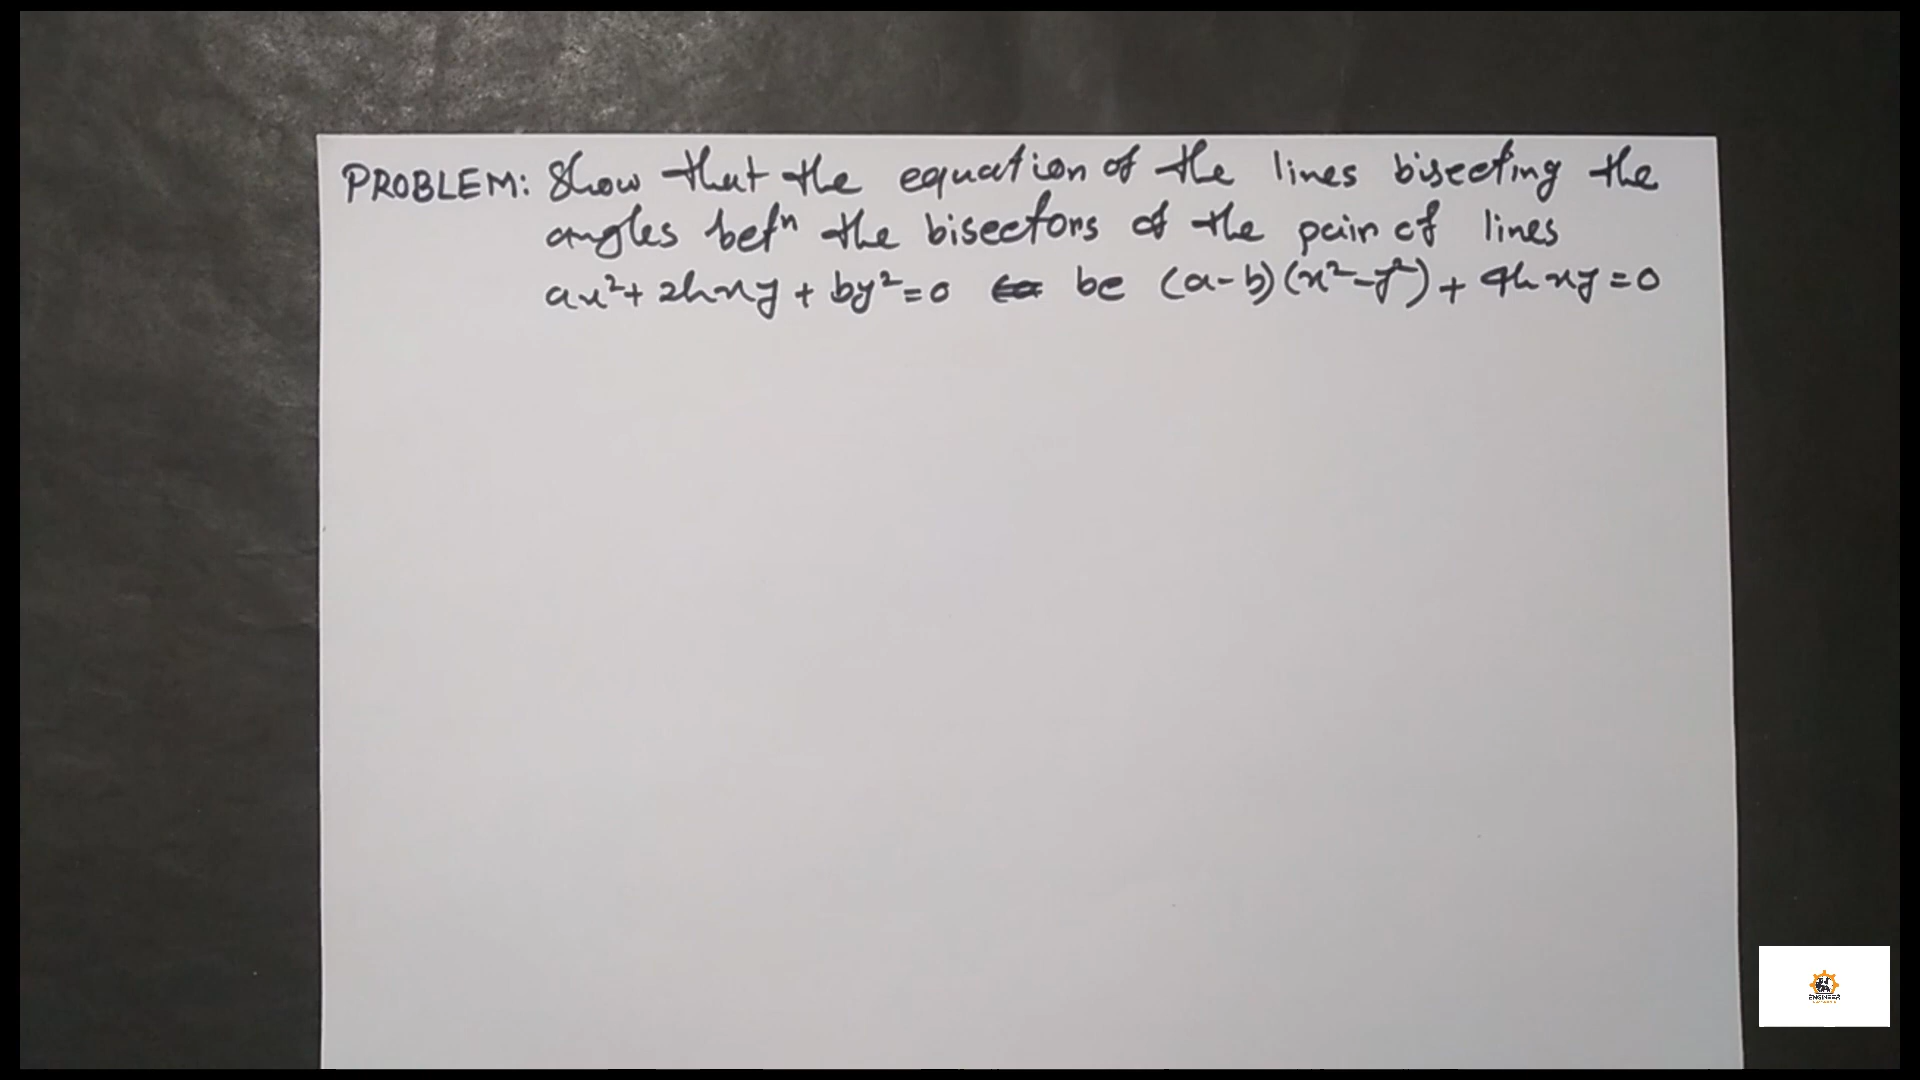 PROBLEM: Show that the equation of the lines bisecting the
angles betⁿ the bisectors of the pair of lines
ax²+2hxy+by²=0 be (a-b)(x²-y²)+4hxy=0
ENGINEER